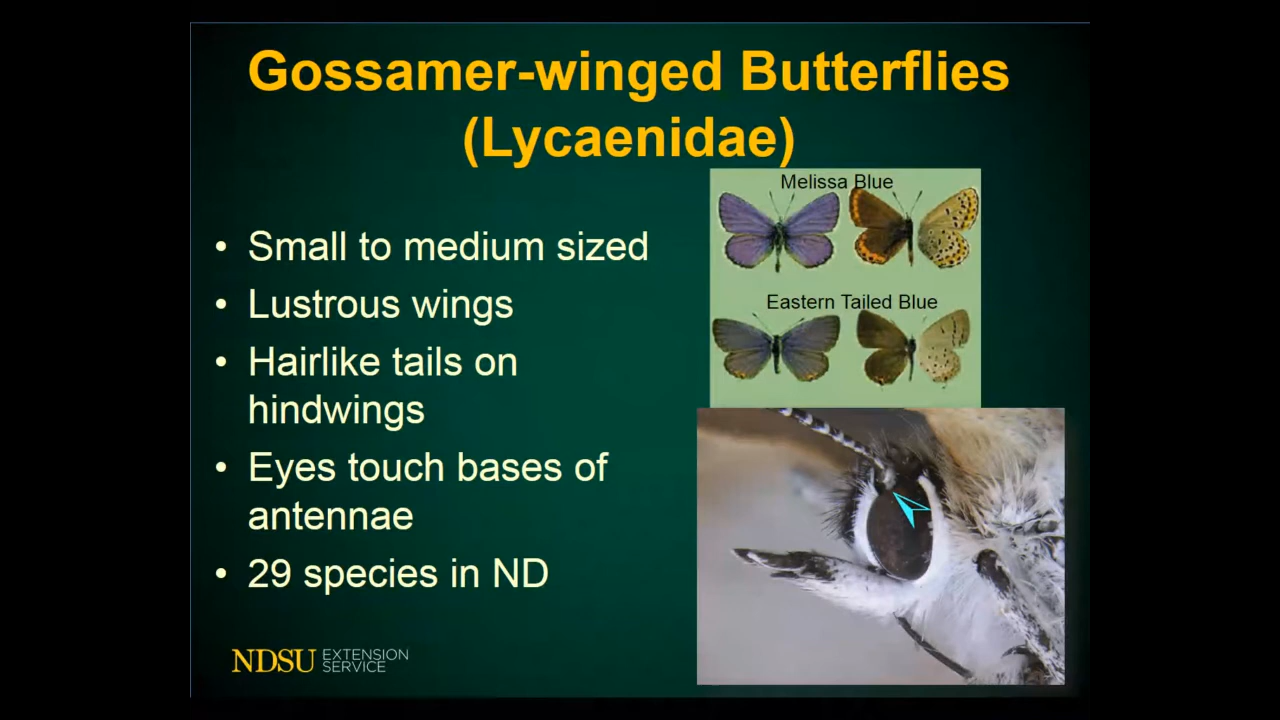 Gossamer-winged Butterflies
(Lycaenidae)
• Small to medium sized
• Lustrous wings
• Hairlike tails on
hindwings
• Eyes touch bases of
antennae
• 29 species in ND
Melissa Blue
Eastern Tailed Blue
NDSU EXTENSION
SERVICE